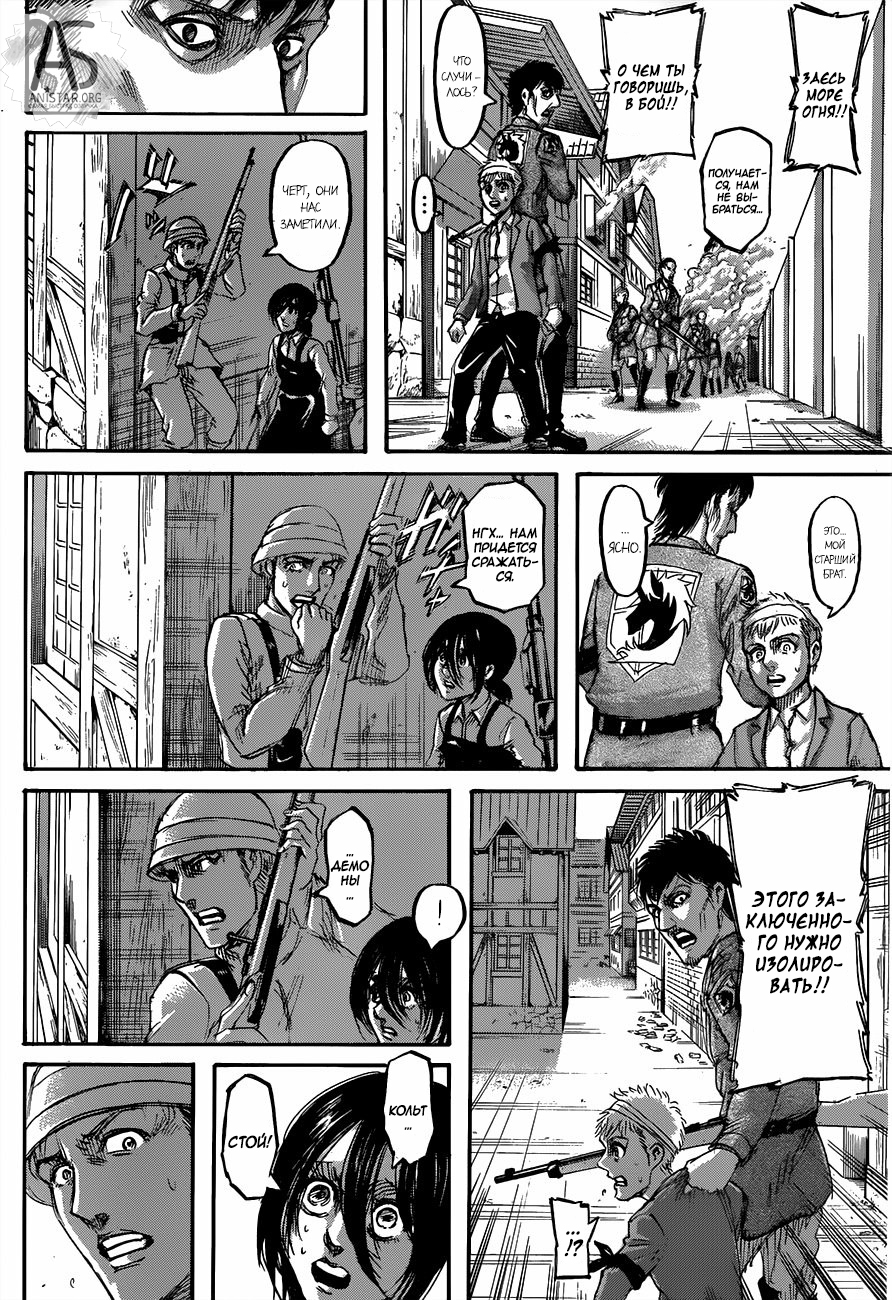 AS
ANISTAR.ORG
ЗДЕСЬ
МОРЕ
ОГНЯ!!
О ЧЕМ ТЫ
ГОВОРИШЬ,
В БОЙ!!
ПОЛУЧАЕТ-
СЯ, НАМ
НЕ ВЫ-
БРАТЬСЯ...
ЧТО
СЛУЧИ -
ЛОСЬ?
...
ЧЕРТ, ОНИ
НАС
ЗАМЕТИЛИ.
ЭТО...
МОЙ
СТАРШИЙ
БРАТ.
...
ЯСНО.
НГХ... НАМ
ПРИДЕТСЯ
СРАЖАТЬ-
СЯ.
ЭТОГО ЗА-
КЛЮЧЕННО-
ГО НУЖНО
ИЗОЛИРО-
ВАТЬ!!
...
!?
!
...
ДЕМО
НЫ
...
КОЛЬТ
...
СТОЙ!